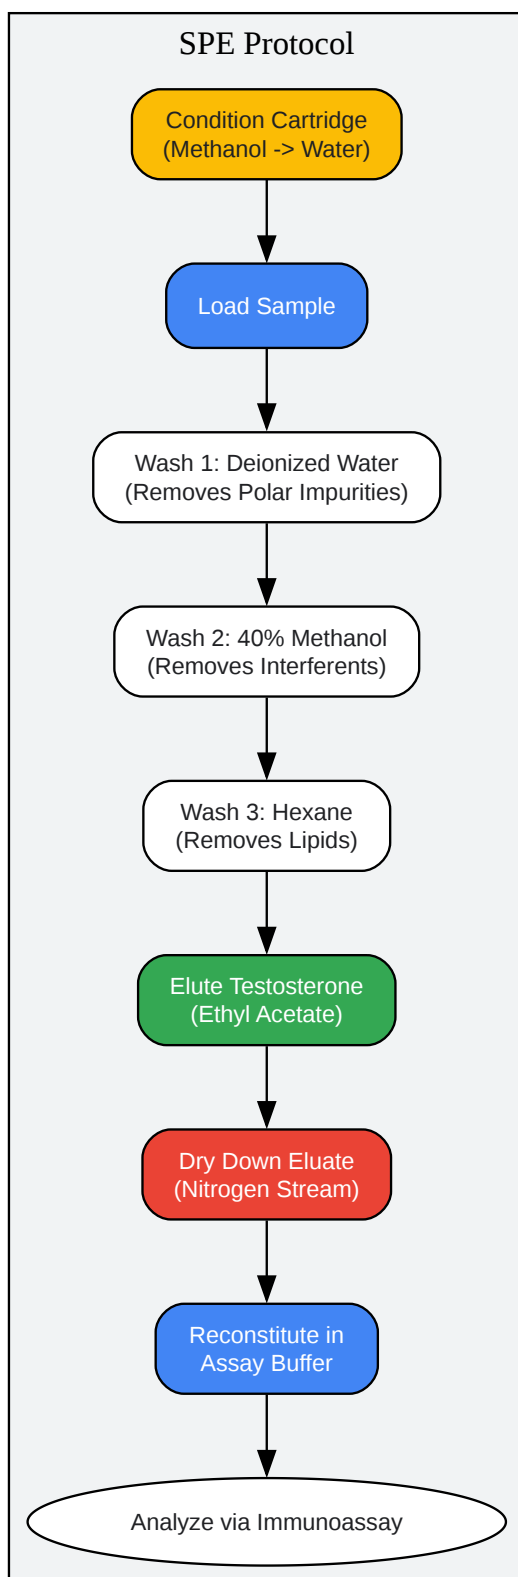 SPE Protocol
Condition Cartridge
(Methanol -> Water)
Load Sample
Wash 1: Deionized Water
(Removes Polar Impurities)
Wash 2: 40% Methanol
(Removes Interferents)
Wash 3: Hexane
(Removes Lipids)
Elute Testosterone
(Ethyl Acetate)
Dry Down Eluate
(Nitrogen Stream)
Reconstitute in
Assay Buffer
Analyze via Immunoassay